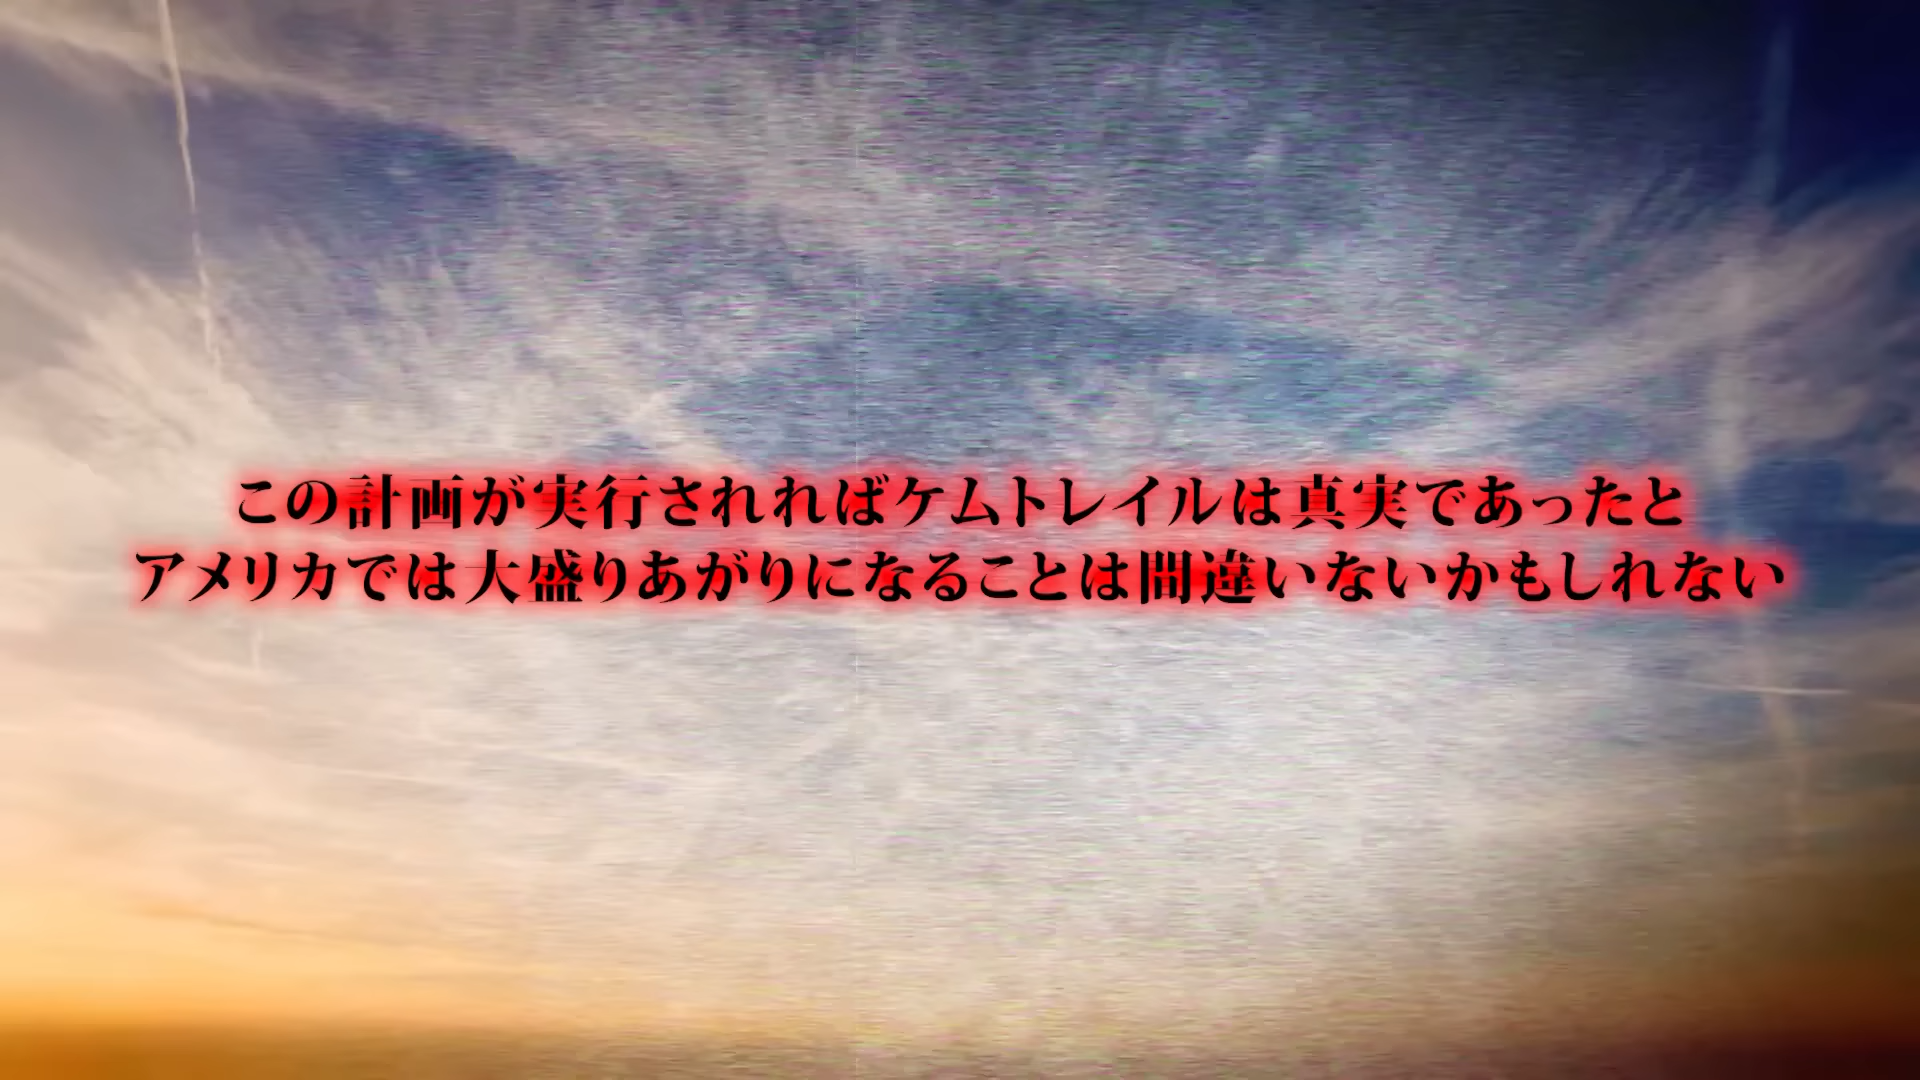 この計画が実行されればケムトレイルは真実であったと
アメリカでは大盛りあがりになることは間違いないかもしれない